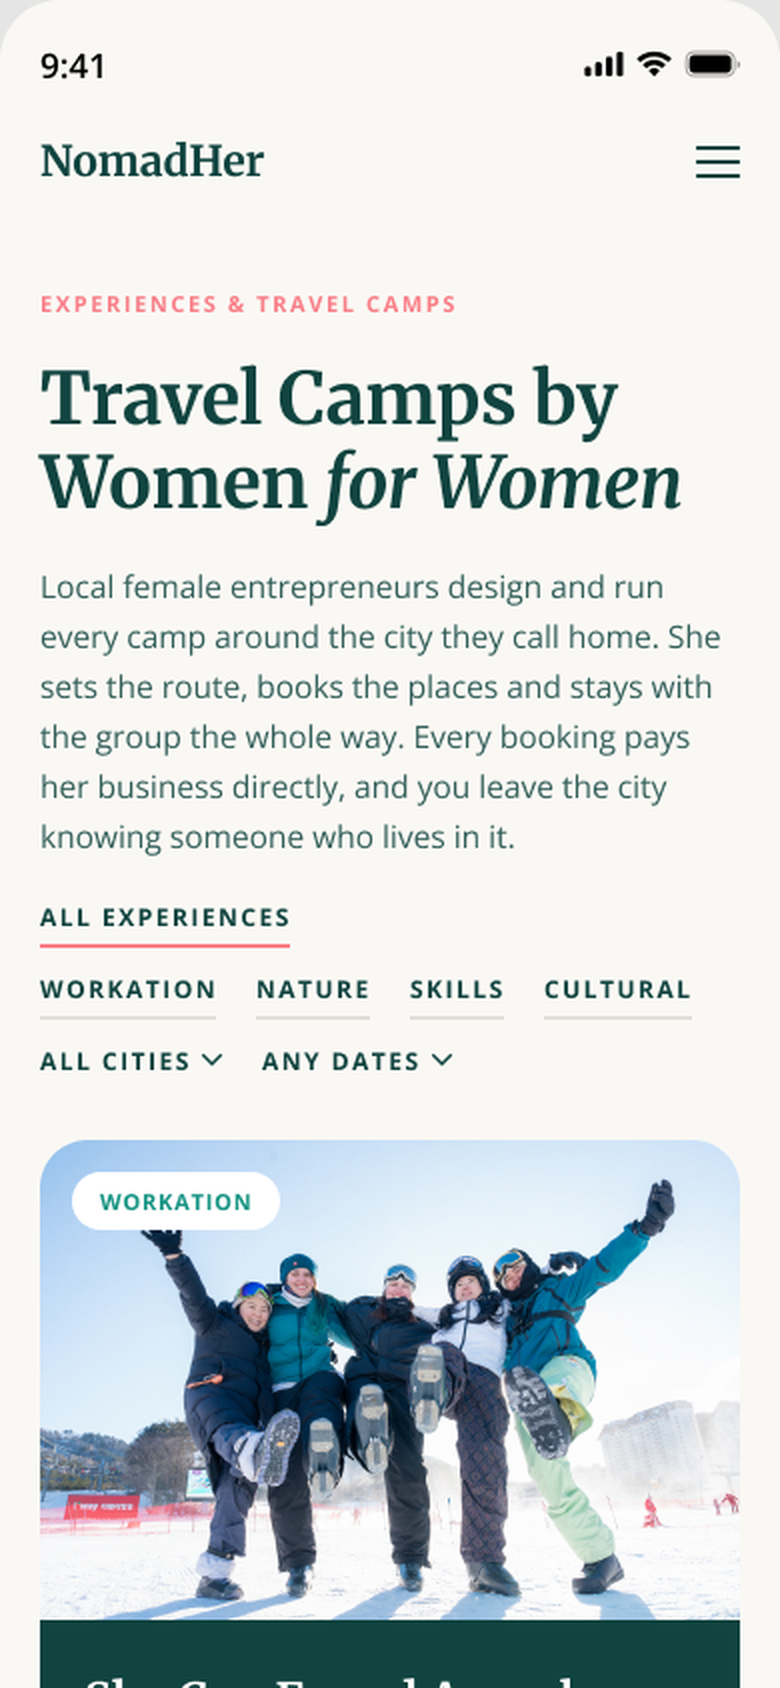 9:41
NomadHer
EXPERIENCES & TRAVEL CAMPS
Travel Camps by
Women for Women
Local female entrepreneurs design and run
every camp around the city they call home. She
sets the route, books the places and stays with
the group the whole way. Every booking pays
her business directly, and you leave the city
knowing someone who lives in it.
ALL EXPERIENCES
WORKATION NATURE SKILLS CULTURAL
ALL CITIES ANY DATES
WORKATION